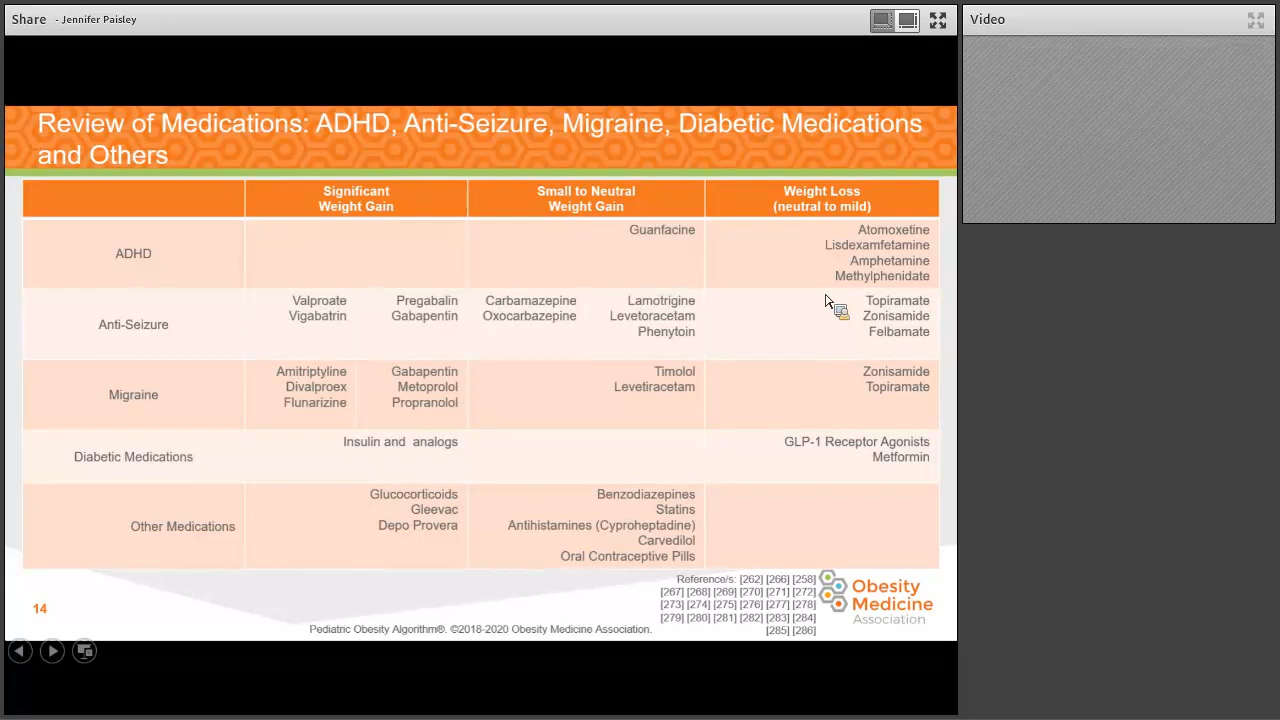 Share - Jennifer Paisley
Video
Review of Medications: ADHD, Anti-Seizure, Migraine, Diabetic Medications
and Others
Significant
Weight Gain
Small to Neutral
Weight Gain
Weight Loss
(neutral to mild)
ADHD
Guanfacine
Atomoxetine
Lisdexamfetamine
Amphetamine
Methylphenidate
Anti-Seizure
Valproate
Vigabatrin
Pregabalin
Gabapentin
Carbamazepine
Oxocarbazepine
Lamotrigine
Levetoracetam
Phenytoin
Topiramate
Zonisamide
Felbamate
Migraine
Amitriptyline
Divalproex
Flunarizine
Gabapentin
Metoprolol
Propranolol
Timolol
Levetiracetam
Zonisamide
Topiramate
Diabetic Medications
Insulin and analogs
GLP-1 Receptor Agonists
Metformin
Other Medications
Glucocorticoids
Gleevac
Depo Provera
Benzodiazepines
Statins
Antihistamines (Cyproheptadine)
Carvedilol
Oral Contraceptive Pills
Reference/s: [262] [266] [258]
[267] [268] [269] [270] [271] [272]
[273] [274] [275] [276] [277] [278]
[279] [280] [281] [282] [283] [284]
[285] [286]
Obesity
Medicine
Association
14
Pediatric Obesity Algorithm®. ©2018-2020 Obesity Medicine Association.